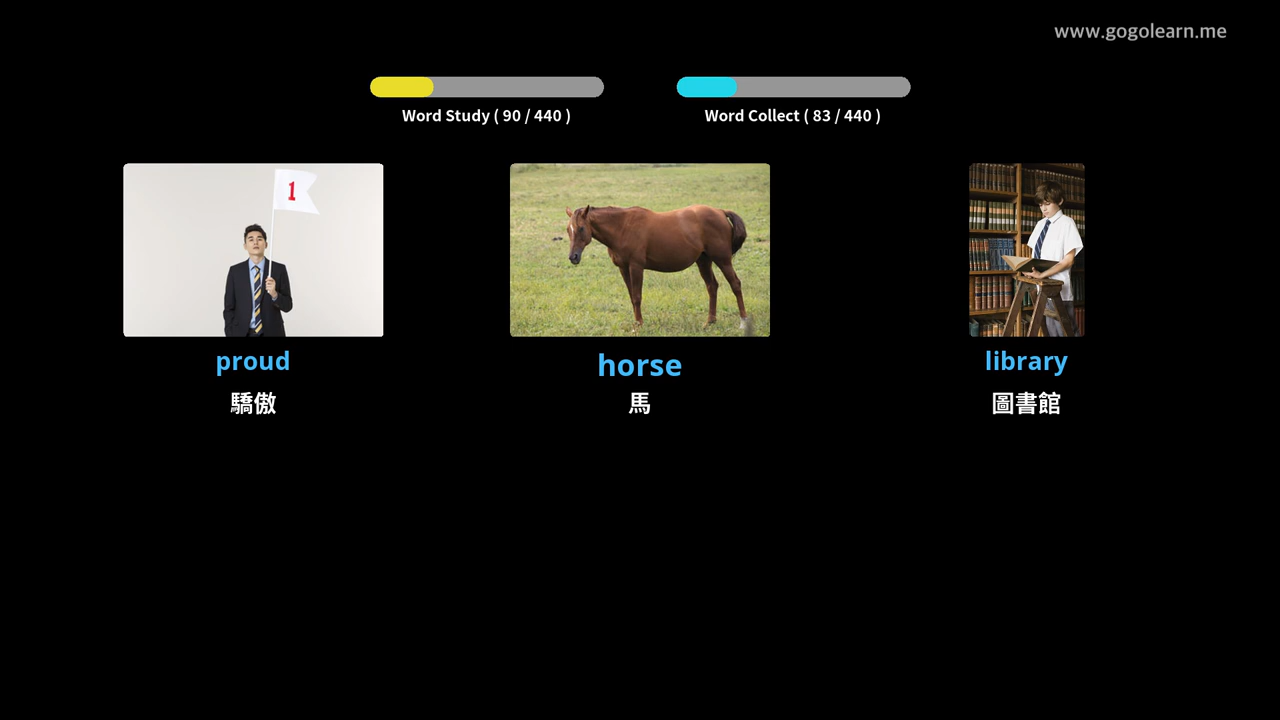 www.gogolearn.me
Word Study ( 90 / 440 )
Word Collect ( 83 / 440 )
1
proud
horse
library
驕傲
馬
圖書館